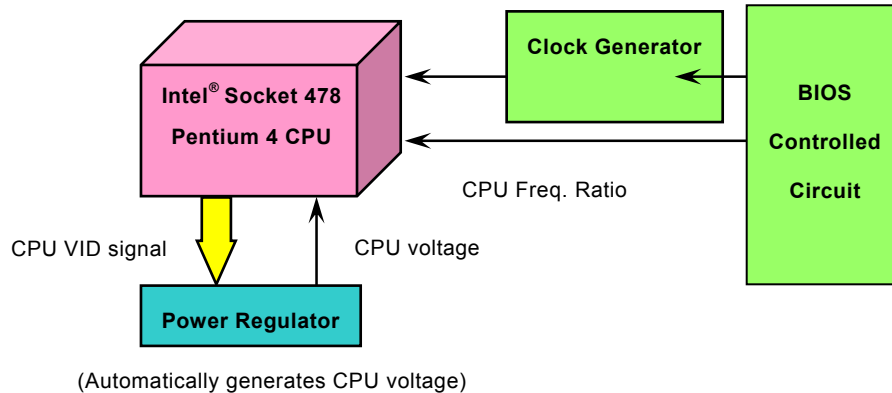 Clock Generator
Intel® Socket 478
Pentium 4 CPU
BIOS
Controlled
Circuit
CPU Freq. Ratio
CPU VID signal
CPU voltage
Power Regulator
(Automatically generates CPU voltage)